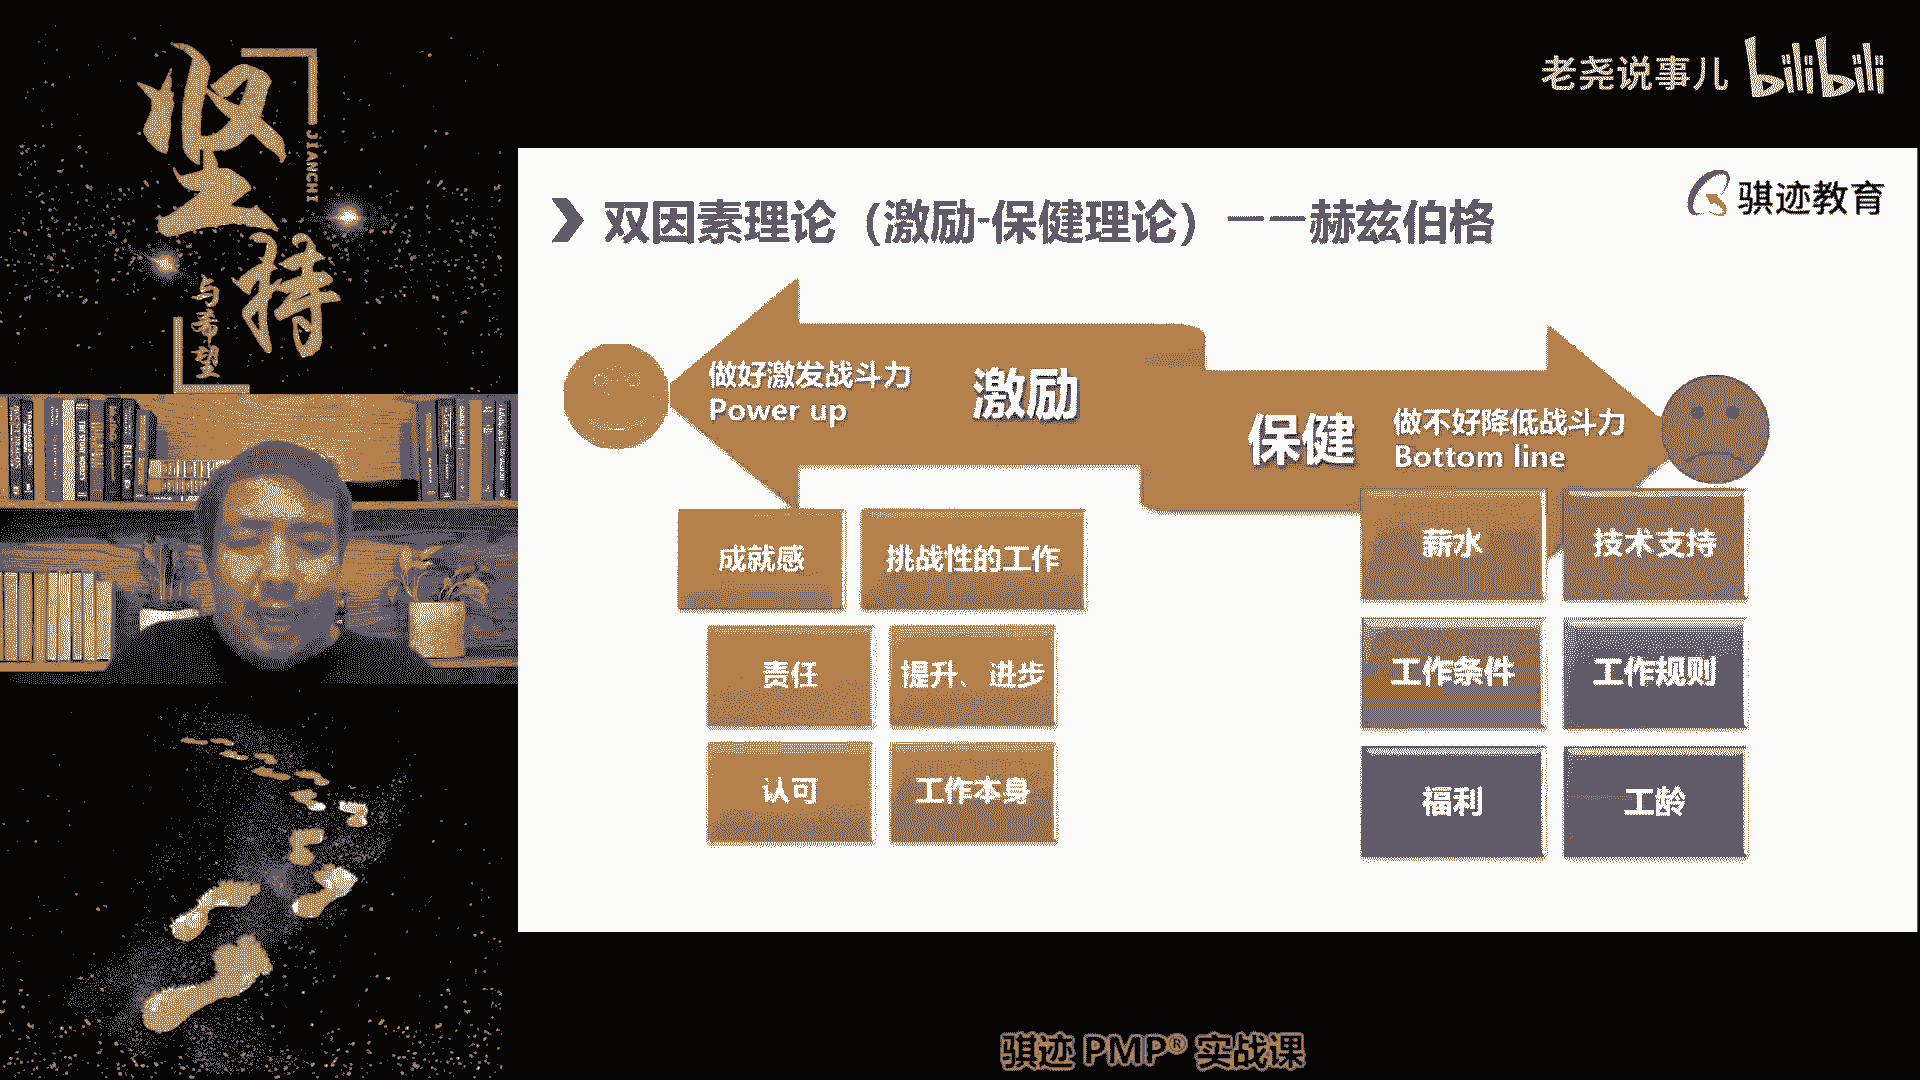 坚持
JIANCHI
与希望
老尧说事儿 bilibili
骐迹教育
双因素理论（激励-保健理论）——赫兹伯格
做好激发战斗力
Power up
激励
保健
做不好降低战斗力
Bottom line
成就感 挑战性的工作
责任 提升、进步
认可 工作本身
薪水 技术支持
工作条件 工作规则
福利 工龄
骐迹 PMP® 实战课